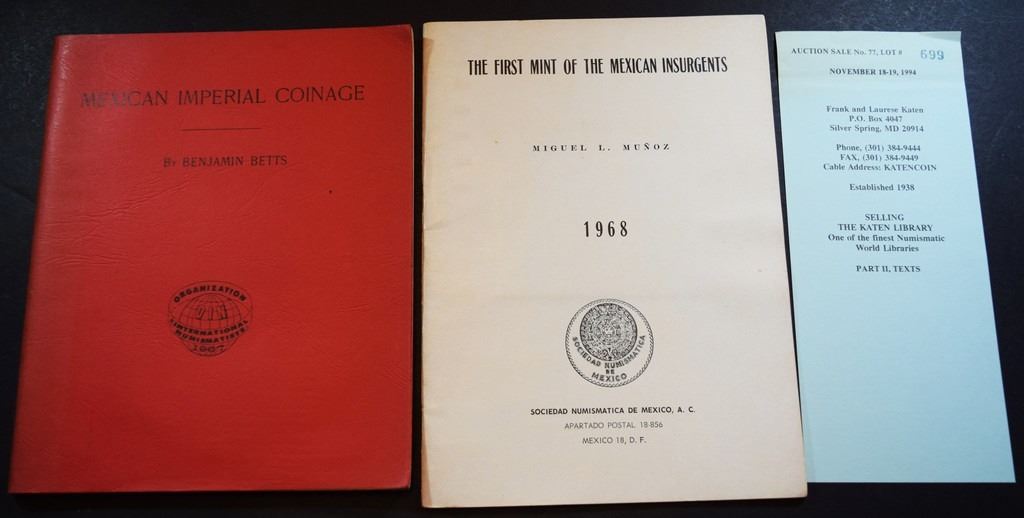 MEXICAN IMPERIAL COINAGE
By BENJAMIN BETTS
ORGANIZATION
OIN
INTERNATIONAL
NUMISMATISTS
1967
THE FIRST MINT OF THE MEXICAN INSURGENTS
MIGUEL L. MUÑOZ
1968
SOCIEDAD NUMISMATICA
DE
MEXICO
SOCIEDAD NUMISMATICA DE MEXICO, A. C.
APARTADO POSTAL 18-856
MEXICO 18, D. F.
AUCTION SALE No. 77, LOT # 699
NOVEMBER 18-19, 1994
Frank and Laurese Katen
P.O. Box 4047
Silver Spring, MD 20914
Phone, (301) 384-9444
FAX, (301) 384-9449
Cable Address: KATENCOIN
Established 1938
SELLING
THE KATEN LIBRARY
One of the finest Numismatic
World Libraries
PART II, TEXTS